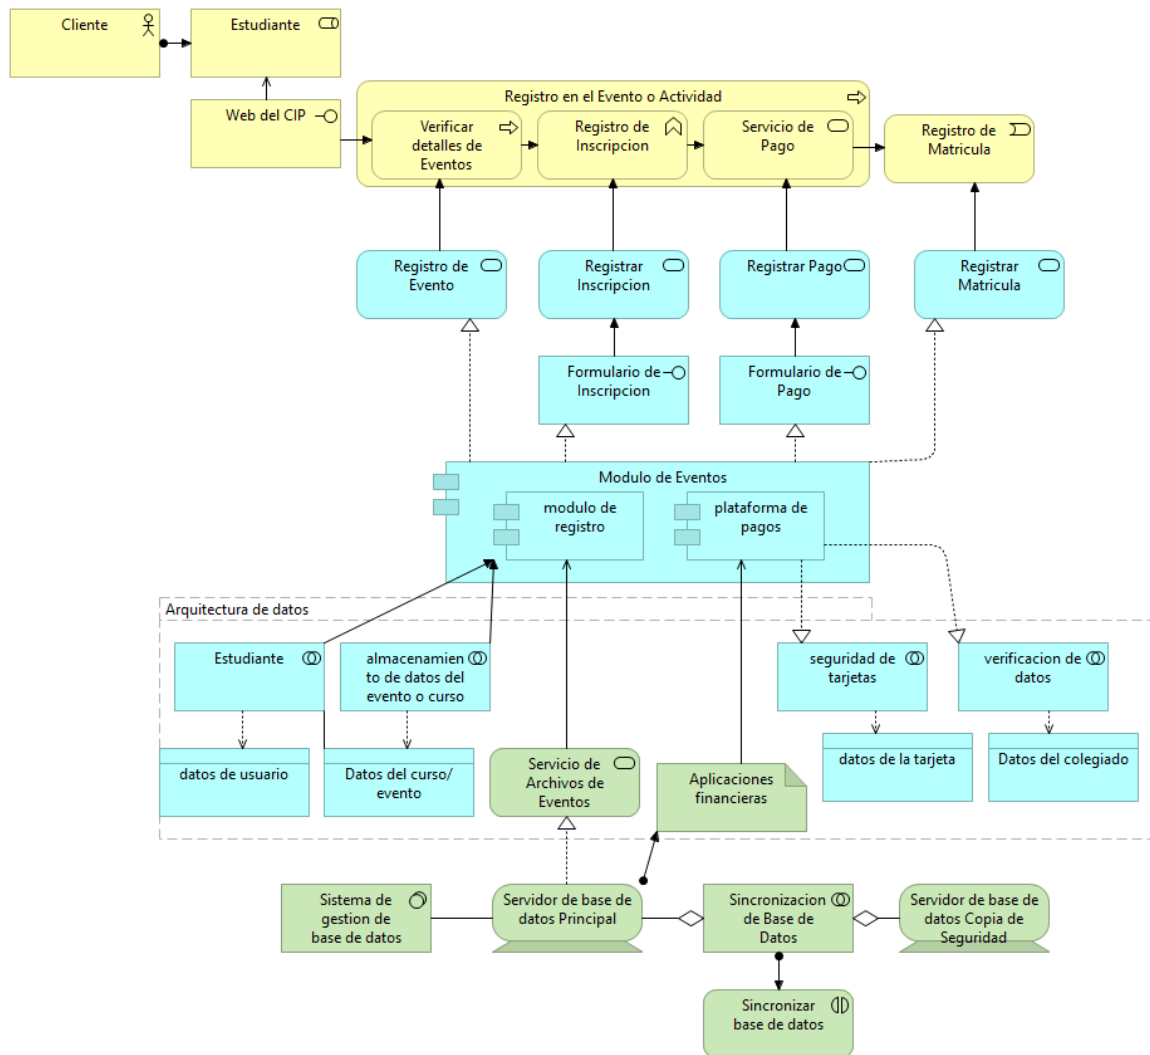 Cliente
Estudiante
Web del CIP
Registro en el Evento o Actividad
Verificar
detalles de
Eventos
Registro de
Inscripcion
Servicio de
Pago
Registro de
Matricula
Registro de
Evento
Registrar
Inscripcion
Registrar Pago
Registrar
Matricula
Formulario de
Inscripcion
Formulario de
Pago
Modulo de Eventos
modulo de
registro
plataforma de
pagos
Arquitectura de datos
Estudiante
almacenamien
to de datos del
evento o curso
seguridad de
tarjetas
verificacion de
datos
datos de usuario
Datos del curso/
evento
Servicio de
Archivos de
Eventos
Aplicaciones
financieras
datos de la tarjeta
Datos del colegiado
Sistema de
gestion de
base de datos
Servidor de base de
datos Principal
Sincronizacion
de Base de
Datos
Servidor de base de
datos Copia de
Seguridad
Sincronizar
base de datos